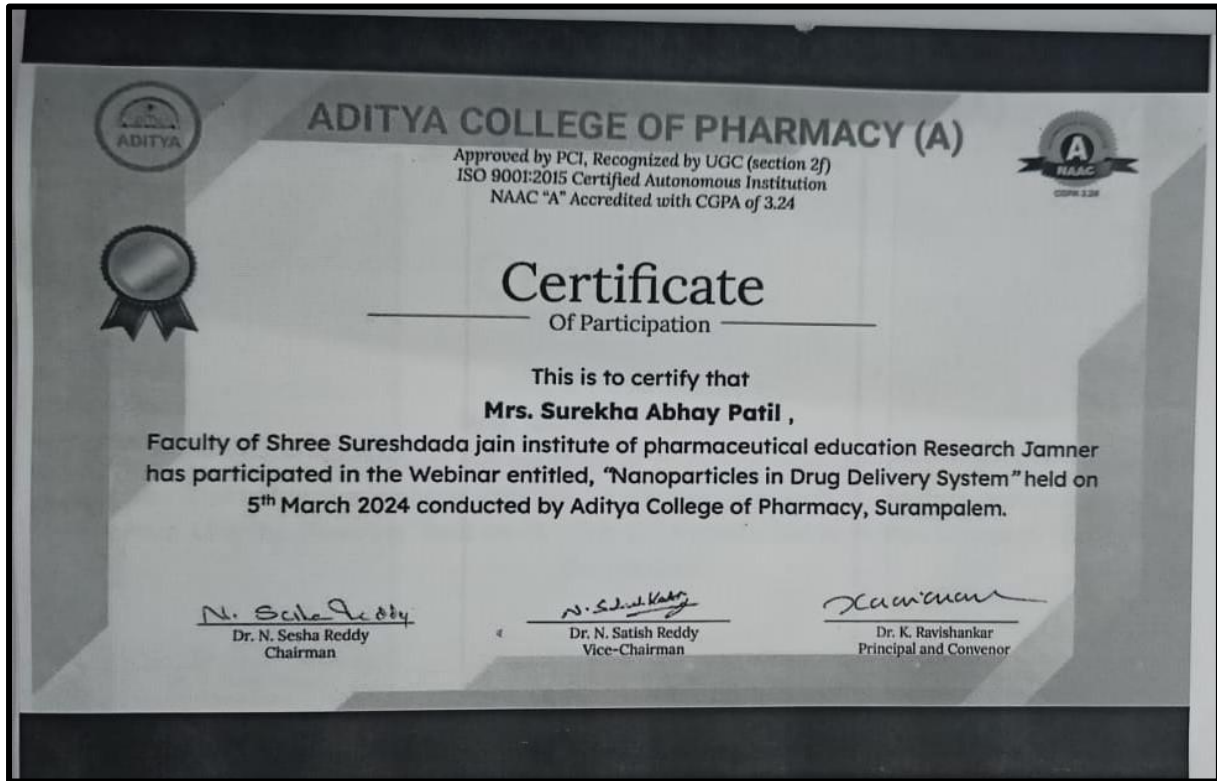 ADITYA
ADITYA COLLEGE OF PHARMACY (A)
Approved by PCI, Recognized by UGC (section 2f)
ISO 9001:2015 Certified Autonomous Institution
NAAC "A" Accredited with CGPA of 3.24
A
NAAC
CGPA 3.24
Certificate
Of Participation
This is to certify that
Mrs. Surekha Abhay Patil ,
Faculty of Shree Sureshdada jain institute of pharmaceutical education Research Jamner
has participated in the Webinar entitled, “Nanoparticles in Drug Delivery System” held on
5th March 2024 conducted by Aditya College of Pharmacy, Surampalem.
Dr. N. Sesha Reddy
Chairman
Dr. N. Satish Reddy
Vice-Chairman
Dr. K. Ravishankar
Principal and Convenor